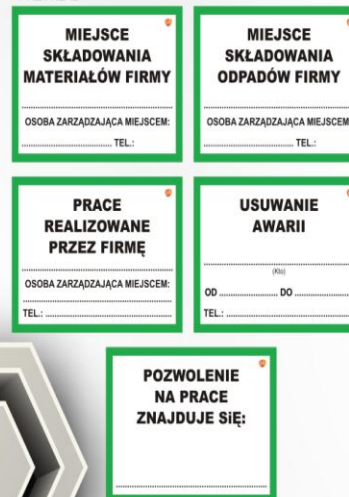 MIEJSCE
SKŁADOWANIA
MATERIAŁÓW FIRMY
OSOBA ZARZĄDZAJĄCA MIEJSCEM:
TEL.:
MIEJSCE
SKŁADOWANIA
ODPADÓW FIRMY
OSOBA ZARZĄDZAJĄCA MIEJSCEM
TEL.:
PRACE
REALIZOWANE
PRZEZ FIRMĘ
OSOBA ZARZĄDZAJĄCA MIEJSCEM:
TEL.:
USUWANIE
AWARII
(Kto)
OD DO
TEL.:
POZWOLENIE
NA PRACE
ZNAJDUJE SiĘ: